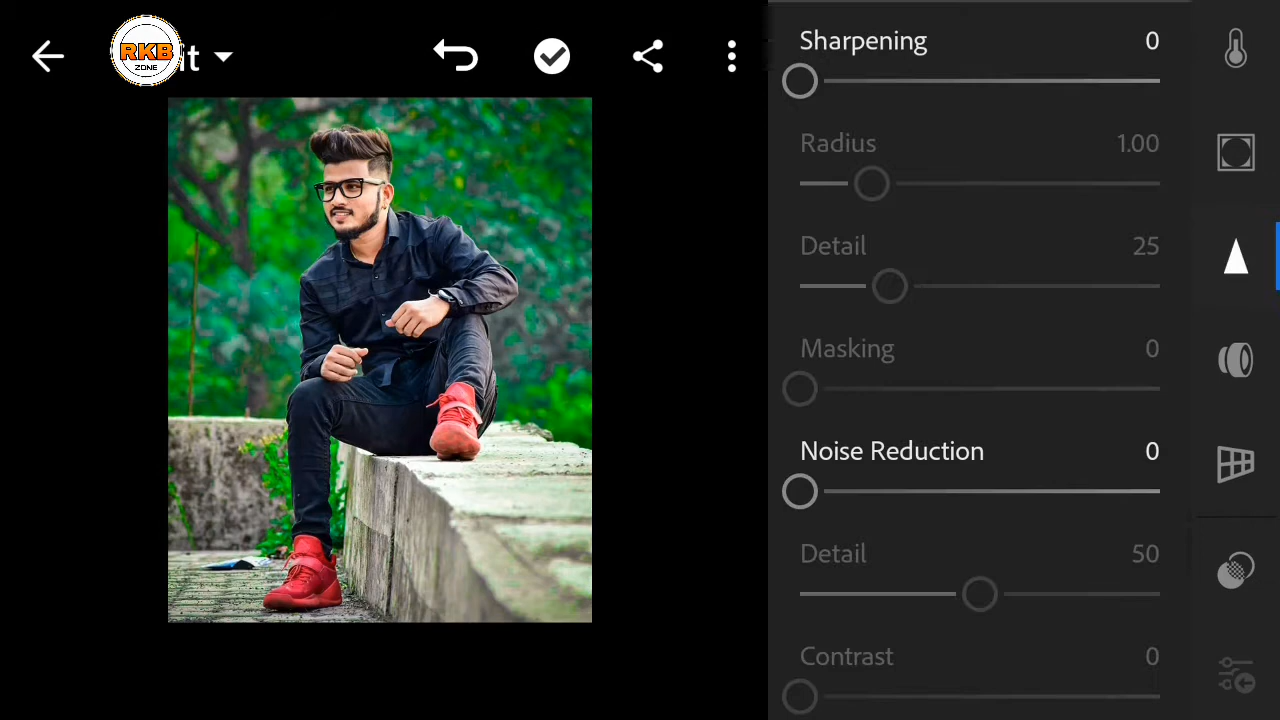 RKB
ZONE
it
Sharpening 0
Radius 1.00
Detail 25
Masking 0
Noise Reduction 0
Detail 50
Contrast 0